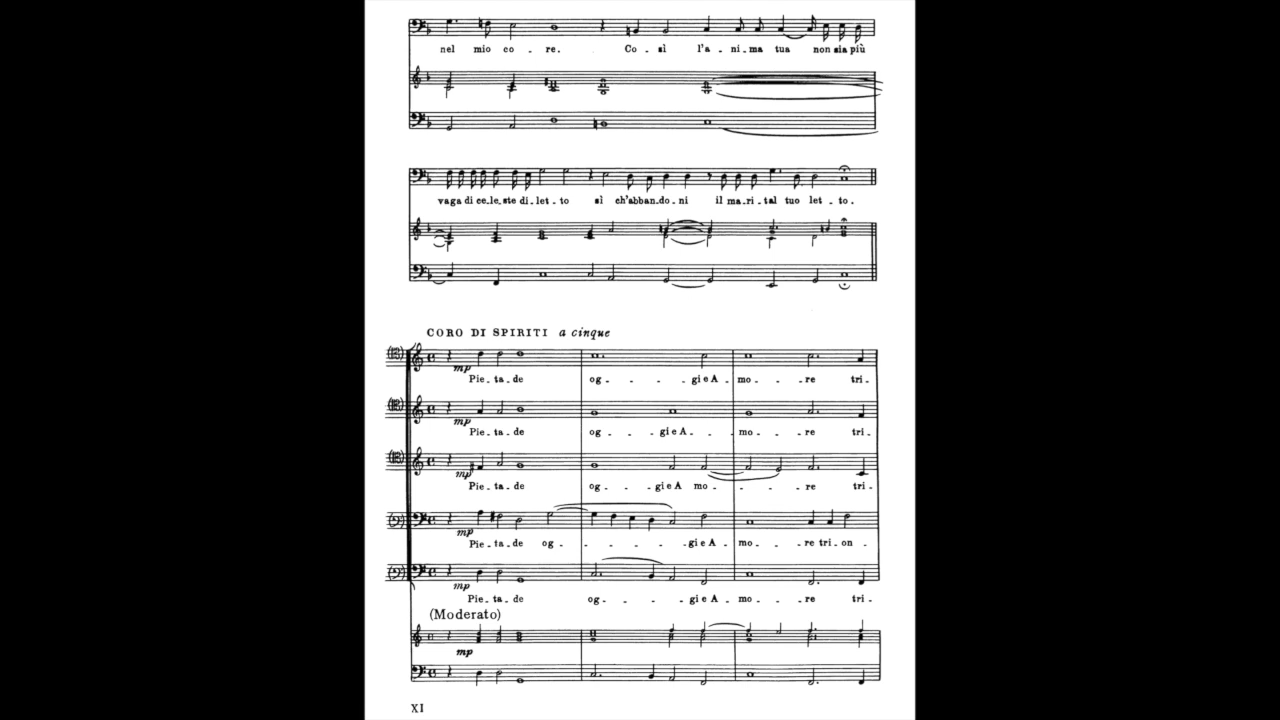 nel mio co - re. Co - sì l'a - ni - ma tua non sia più
vaga di ce - le - ste di - let - to sì ch'abban - do - ni il ma - ri - tal tuo let - to.
CORO DI SPIRITI a cinque
mp
Pie - ta - de og - - - gi e A - mo - - - re tri -
mp
Pie - ta - de og - - - gi e A - - mo - - - re tri -
mp
Pie - ta - de og - - - gi e A mo - - - - re tri -
mp
Pie - ta - de og - - - - - - gi e A - mo - - - re tri - on -
mp
Pie - ta - de og - - - - gi e A - mo - - - re tri -
(Moderato)
mp
XI